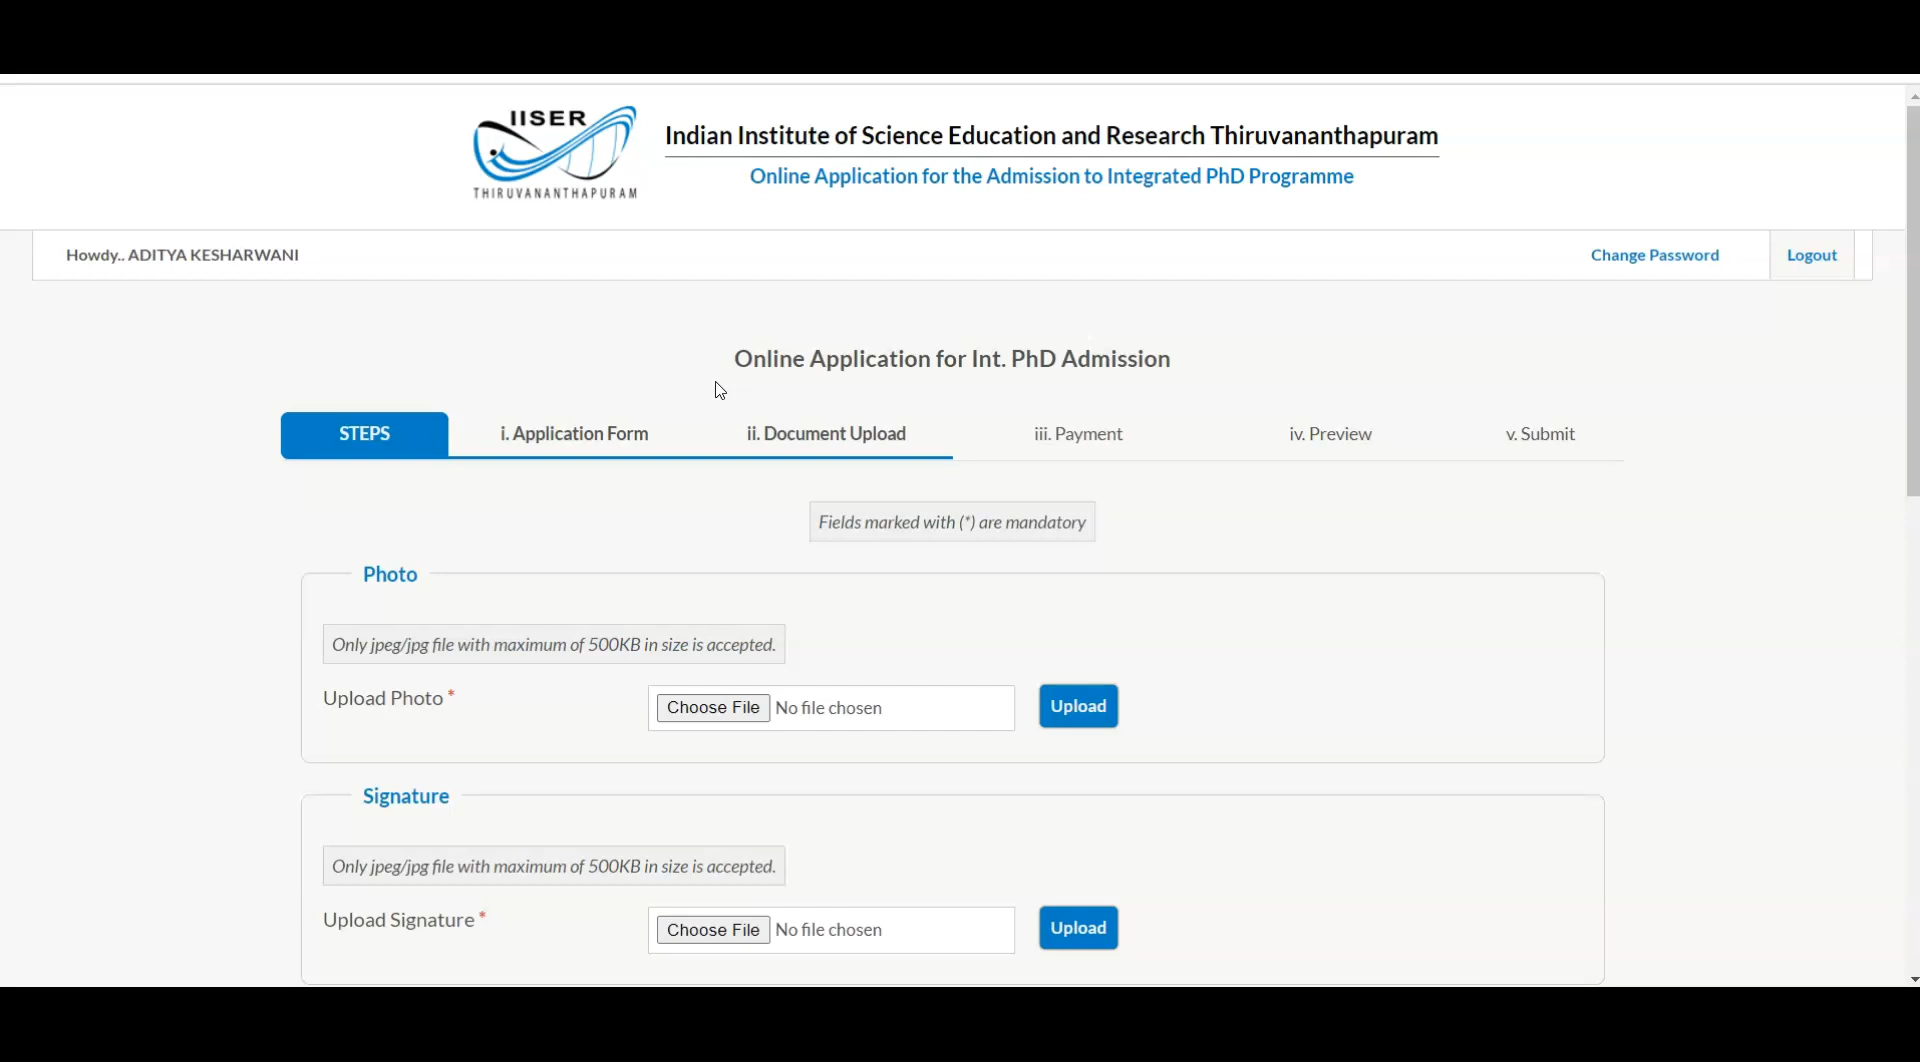 IISER
THIRUVANANTHAPURAM
Indian Institute of Science Education and Research Thiruvananthapuram
Online Application for the Admission to Integrated PhD Programme
Howdy.. ADITYA KESHARWANI
Change Password
Logout
Online Application for Int. PhD Admission
STEPS
i. Application Form
ii. Document Upload
iii. Payment
iv. Preview
v. Submit
Fields marked with (*) are mandatory
Photo
Only jpeg/jpg file with maximum of 500KB in size is accepted.
Upload Photo *
Choose File No file chosen
Upload
Signature
Only jpeg/jpg file with maximum of 500KB in size is accepted.
Upload Signature *
Choose File No file chosen
Upload